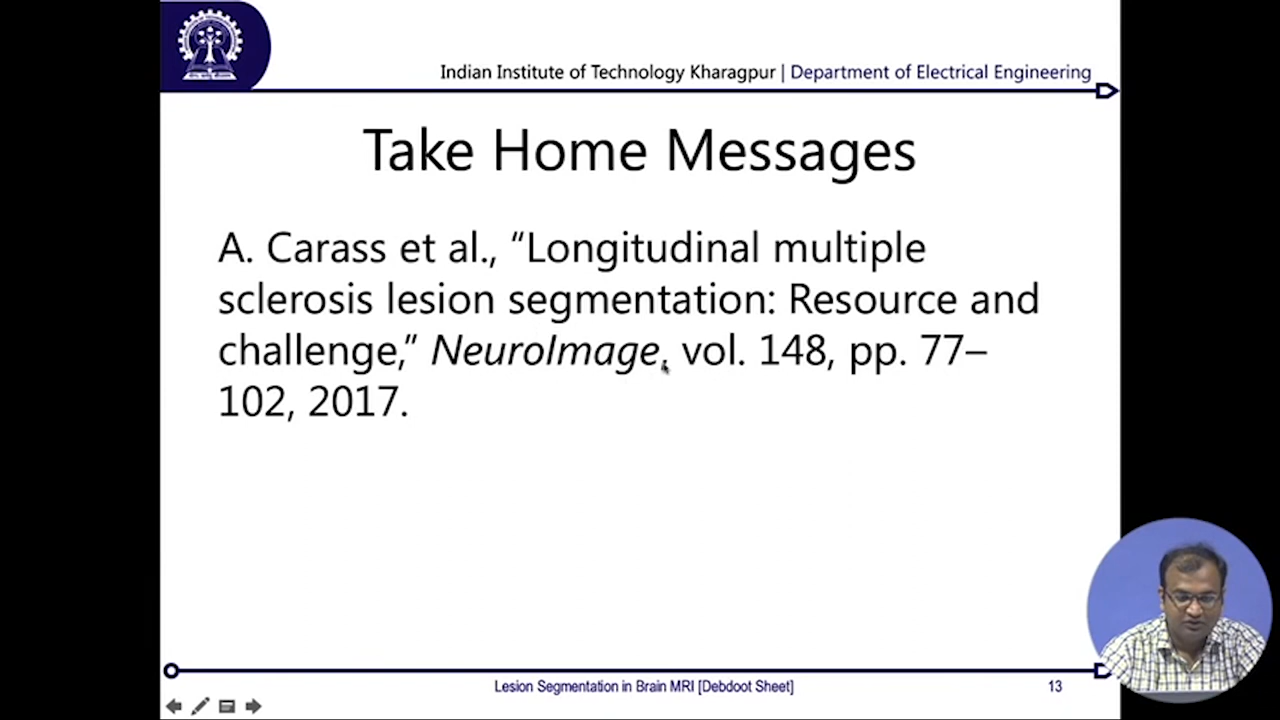 Indian Institute of Technology Kharagpur | Department of Electrical Engineering
Take Home Messages
A. Carass et al., “Longitudinal multiple
sclerosis lesion segmentation: Resource and
challenge,” NeuroImage, vol. 148, pp. 77–
102, 2017.
Lesion Segmentation in Brain MRI [Debdoot Sheet]
13